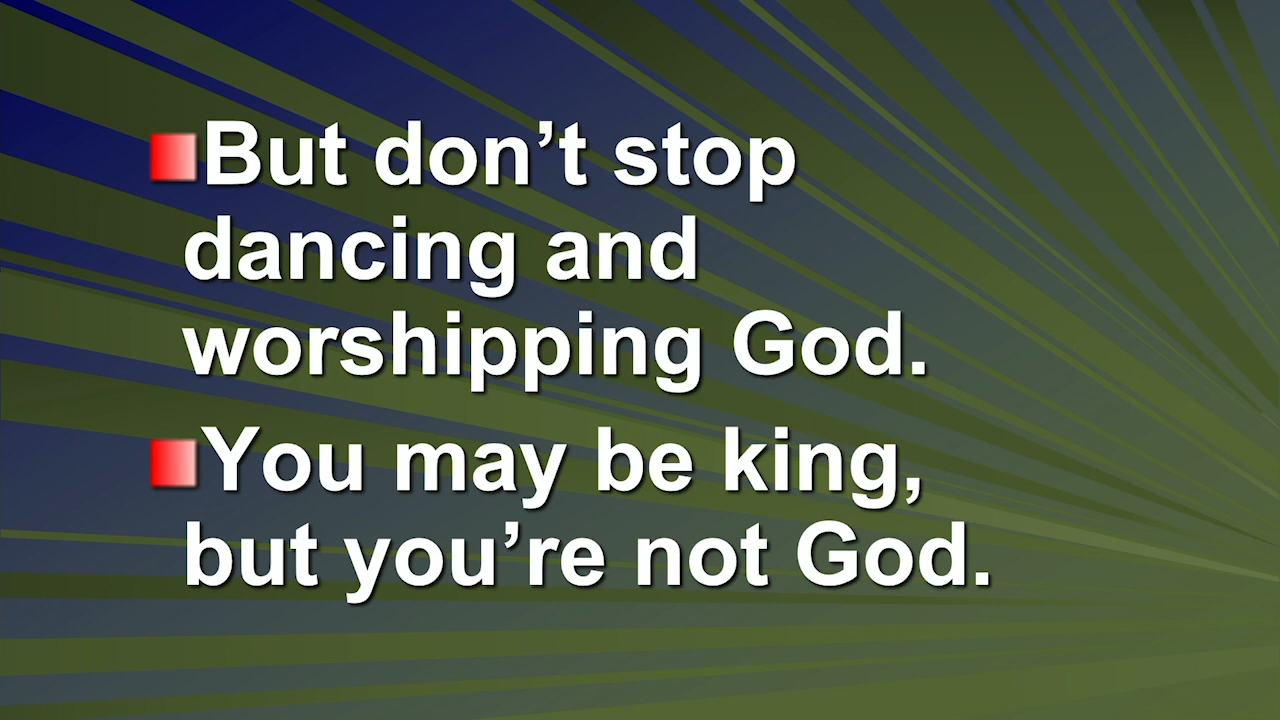 But don’t stop
dancing and
worshipping God.
You may be king,
but you’re not God.